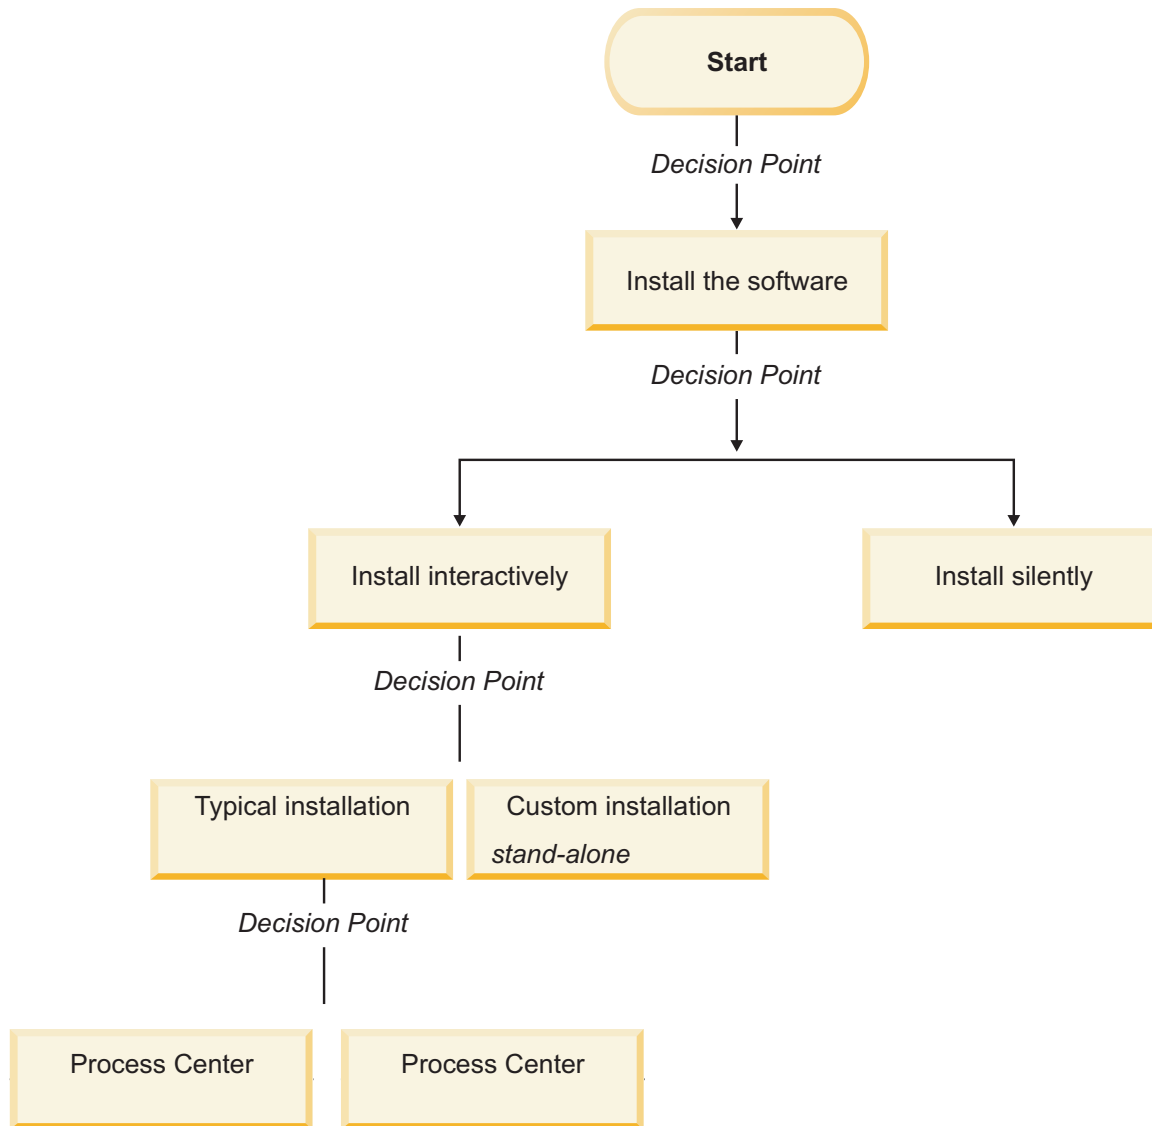 Start
Decision Point
Install the software
Decision Point
Install interactively
Install silently
Decision Point
Typical installation
Custom installation
stand-alone
Decision Point
Process Center
Process Center